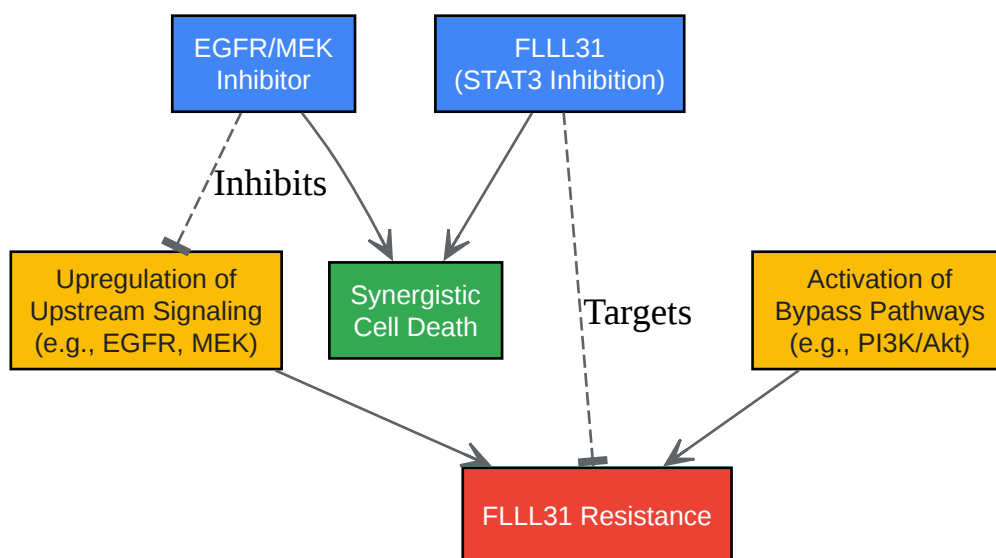 EGFR/MEK
Inhibitor
FLLL31
(STAT3 Inhibition)
Inhibits
Upregulation of
Upstream Signaling
(e.g., EGFR, MEK)
Synergistic
Cell Death
Targets
Activation of
Bypass Pathways
(e.g., PI3K/Akt)
FLLL31 Resistance